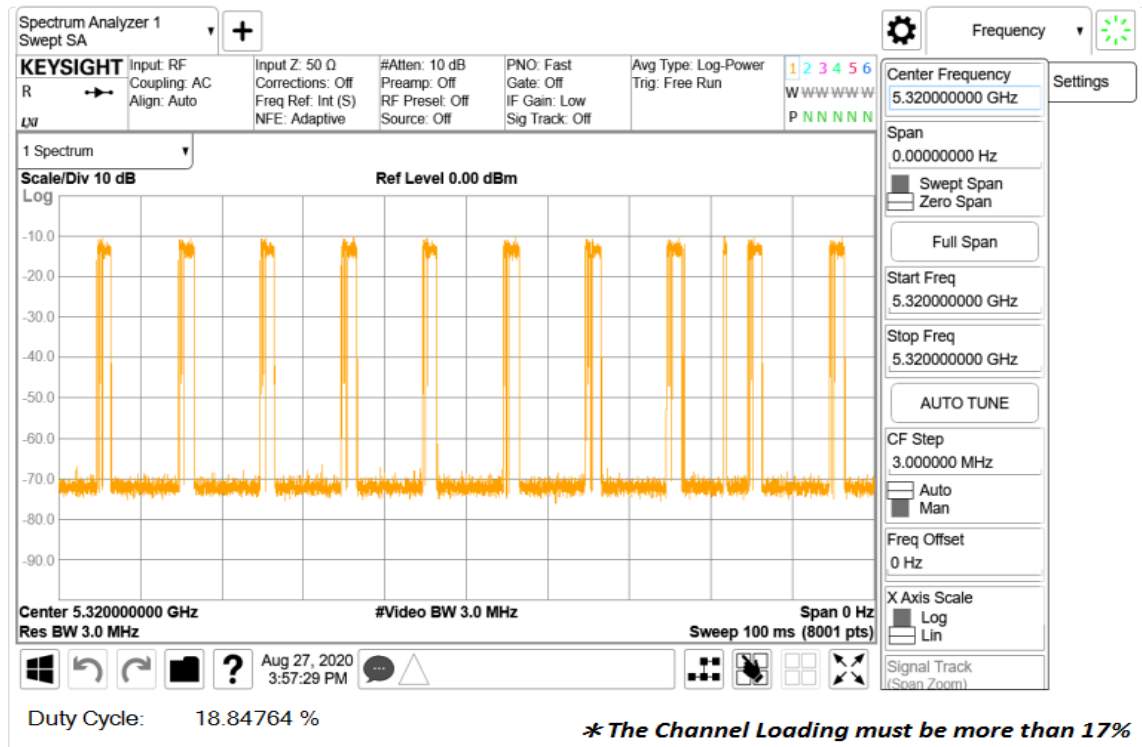 Spectrum Analyzer 1
Swept SA
Frequency
KEYSIGHT
R
LXI
Input: RF
Coupling: AC
Align: Auto
Input Z: 50 Ω
Corrections: Off
Freq Ref: Int (S)
NFE: Adaptive
#Atten: 10 dB
Preamp: Off
RF Presel: Off
Source: Off
PNO: Fast
Gate: Off
IF Gain: Low
Sig Track: Off
Avg Type: Log-Power
Trig: Free Run
1 2 3 4 5 6
W W W W W W
P N N N N N
1 Spectrum
Scale/Div 10 dB
Ref Level 0.00 dBm
Log
-10.0
-20.0
-30.0
-40.0
-50.0
-60.0
-70.0
-80.0
-90.0
Center 5.320000000 GHz
#Video BW 3.0 MHz
Span 0 Hz
Res BW 3.0 MHz
Sweep 100 ms (8001 pts)
Center Frequency
5.320000000 GHz
Settings
Span
0.00000000 Hz
Swept Span
Zero Span
Full Span
Start Freq
5.320000000 GHz
Stop Freq
5.320000000 GHz
AUTO TUNE
CF Step
3.000000 MHz
Auto
Man
Freq Offset
0 Hz
X Axis Scale
Log
Lin
Signal Track
(Span Zoom)
?
Aug 27, 2020
3:57:29 PM
Duty Cycle: 18.84764 %
* The Channel Loading must be more than 17%